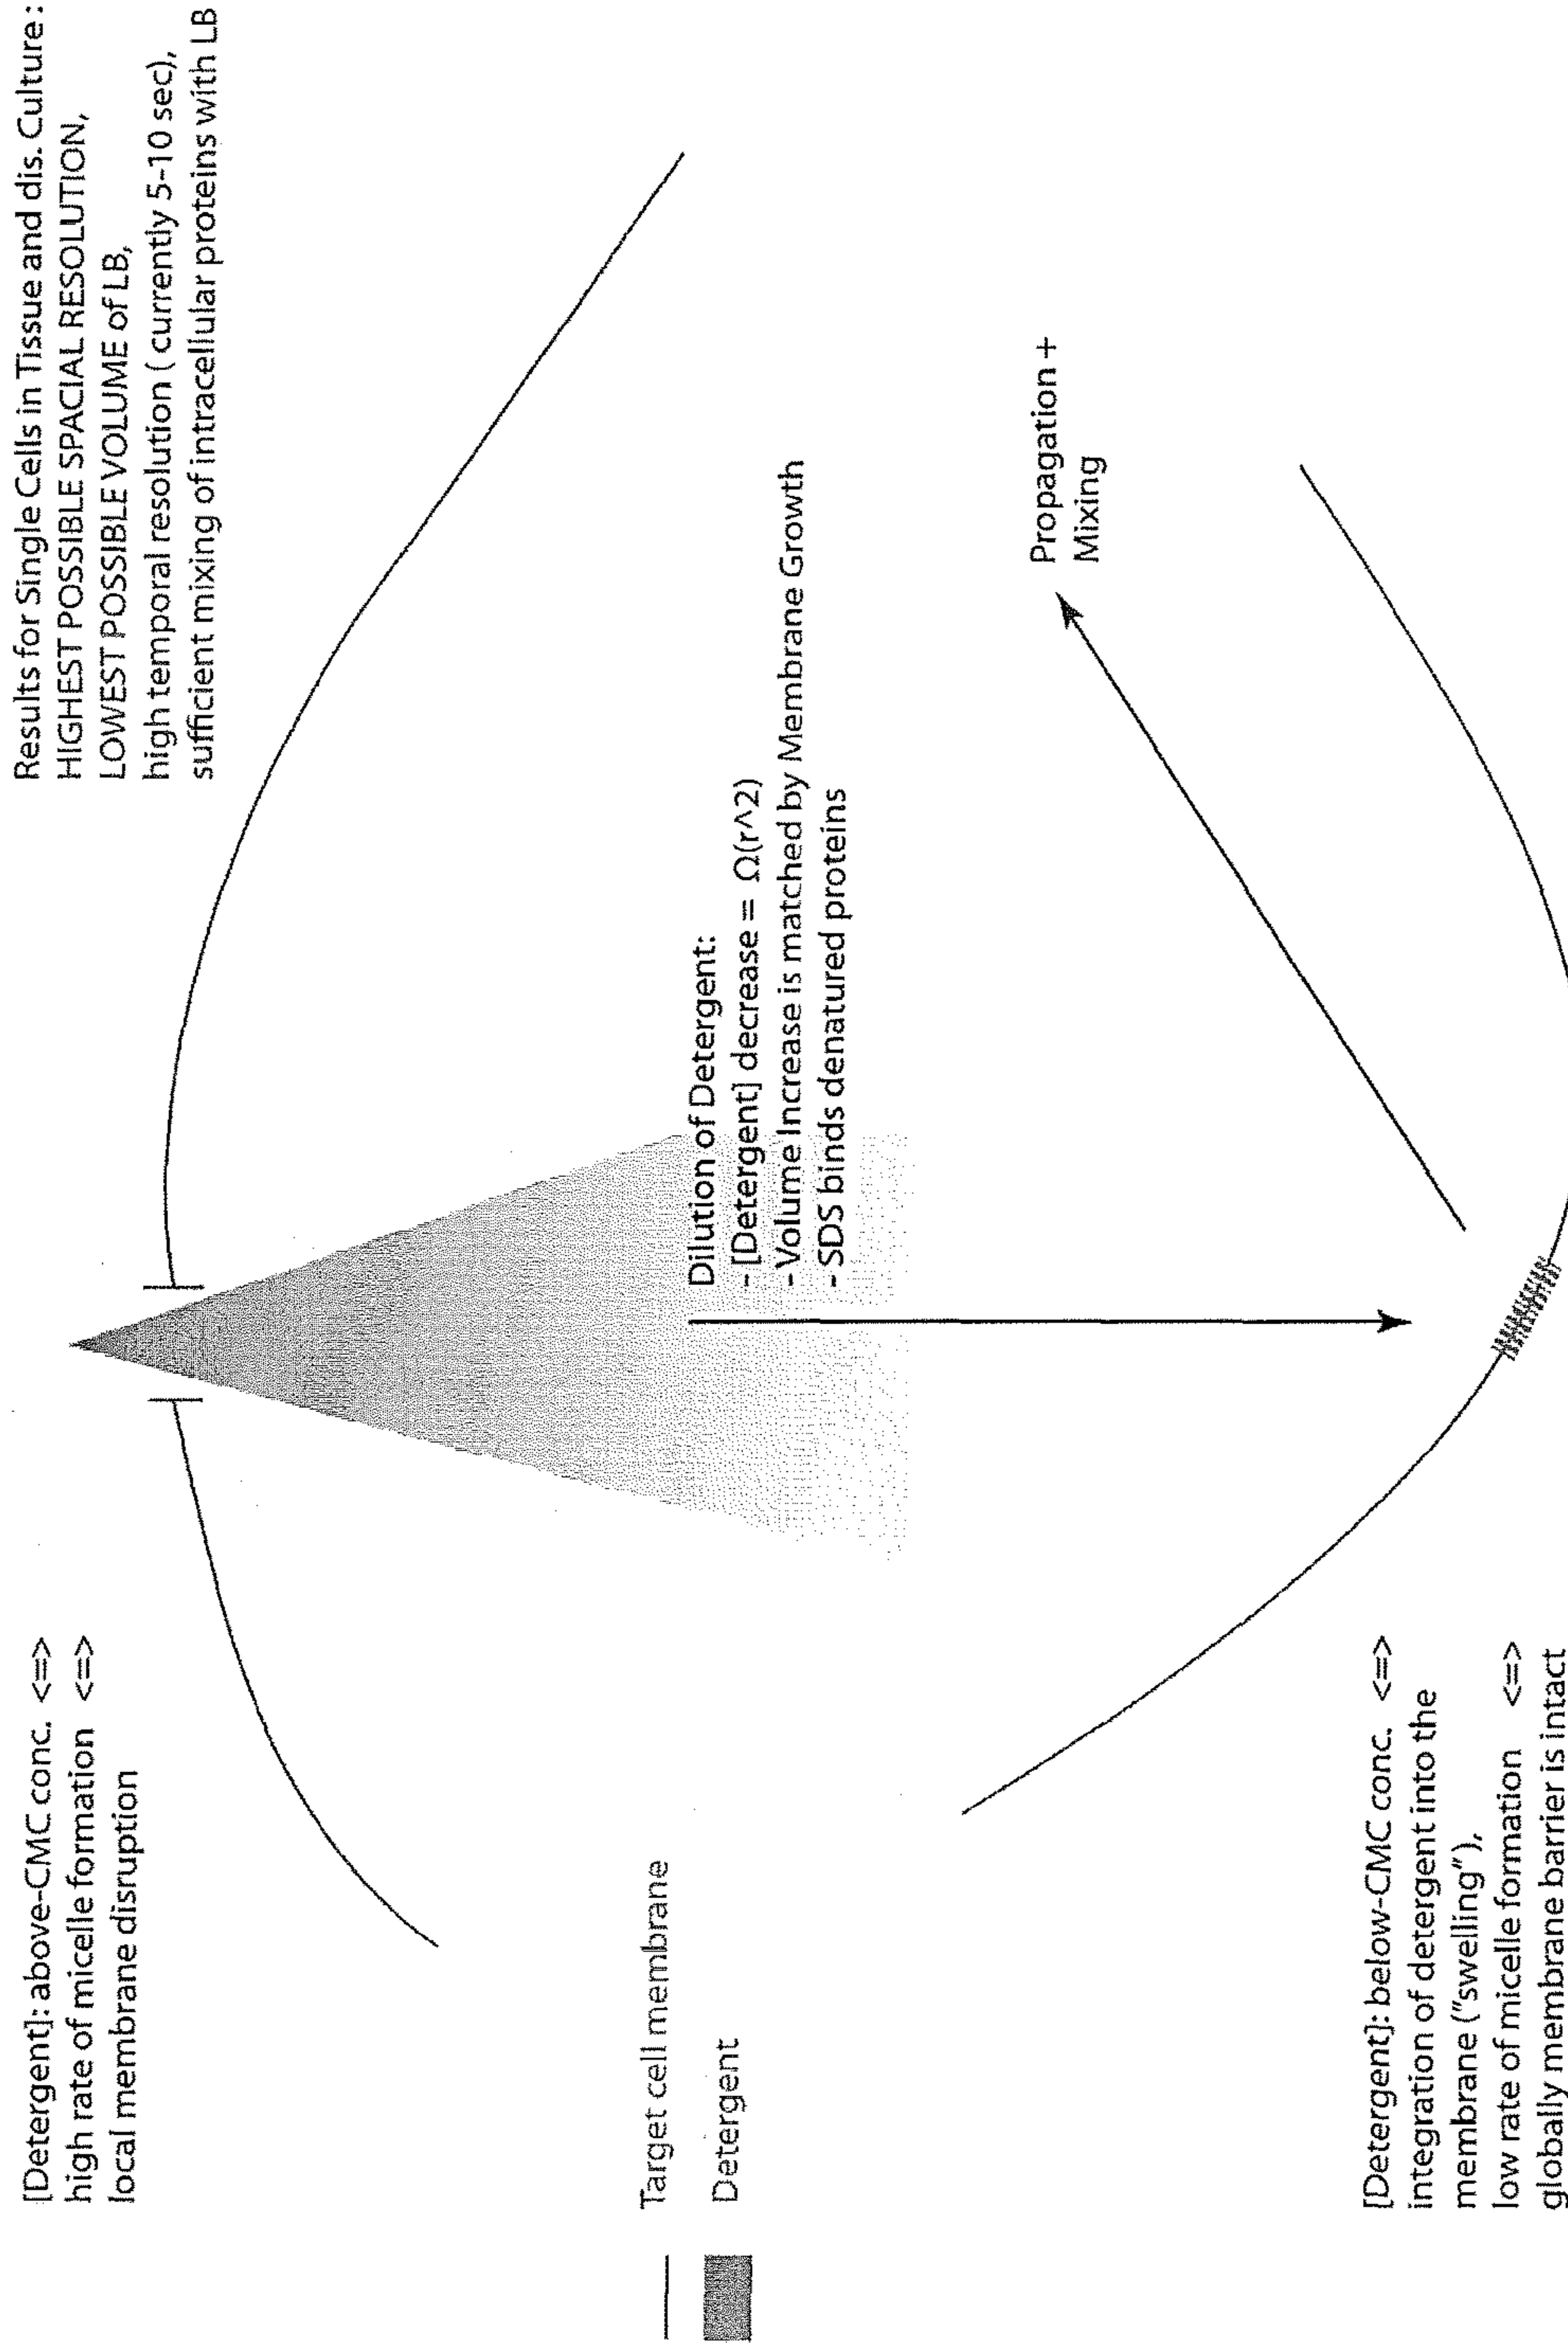 [Detergent]: above-CMC conc. <=>
high rate of micelle formation <=>
local membrane disruption
Results for Single Cells in Tissue and dis. Culture :
HIGHEST POSSIBLE SPACIAL RESOLUTION,
LOWEST POSSIBLE VOLUME of LB,
high temporal resolution ( currently 5-10 sec),
sufficient mixing of intracellular proteins with LB
Target cell membrane
Detergent
Dilution of Detergent:
- [Detergent] decrease = Ω(r^2)
- Volume Increase is matched by Membrane Growth
- SDS binds denatured proteins
Propagation +
Mixing
[Detergent]: below-CMC conc. <=>
integration of detergent into the
membrane ("swelling"),
low rate of micelle formation <=>
globally membrane barrier is intact